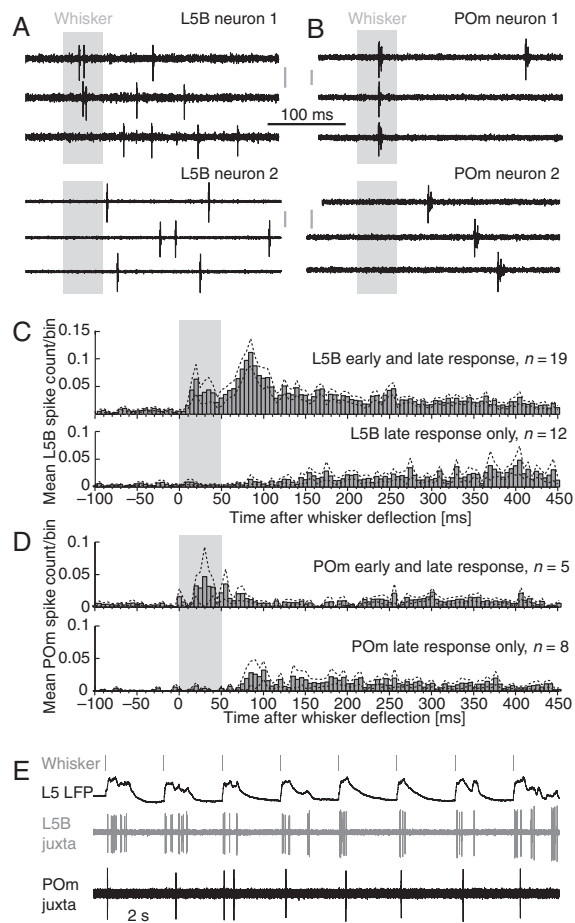 A
Whisker
L5B neuron 1
B
Whisker
POm neuron 1
100 ms
L5B neuron 2
POm neuron 2
C
Mean L5B spike count/bin
0.15
0.1
0.05
0
L5B early and late response, n = 19
0.1
0.05
0
L5B late response only, n = 12
−100 −50 0 50 100 150 200 250 300 350 400 450
Time after whisker deflection [ms]
D
Mean POm spike count/bin
0.1
0.05
0
POm early and late response, n = 5
0.1
0.05
0
POm late response only, n = 8
−100 −50 0 50 100 150 200 250 300 350 400 450
Time after whisker deflection [ms]
E
Whisker
L5 LFP
L5B
juxta
POm
juxta
2 s